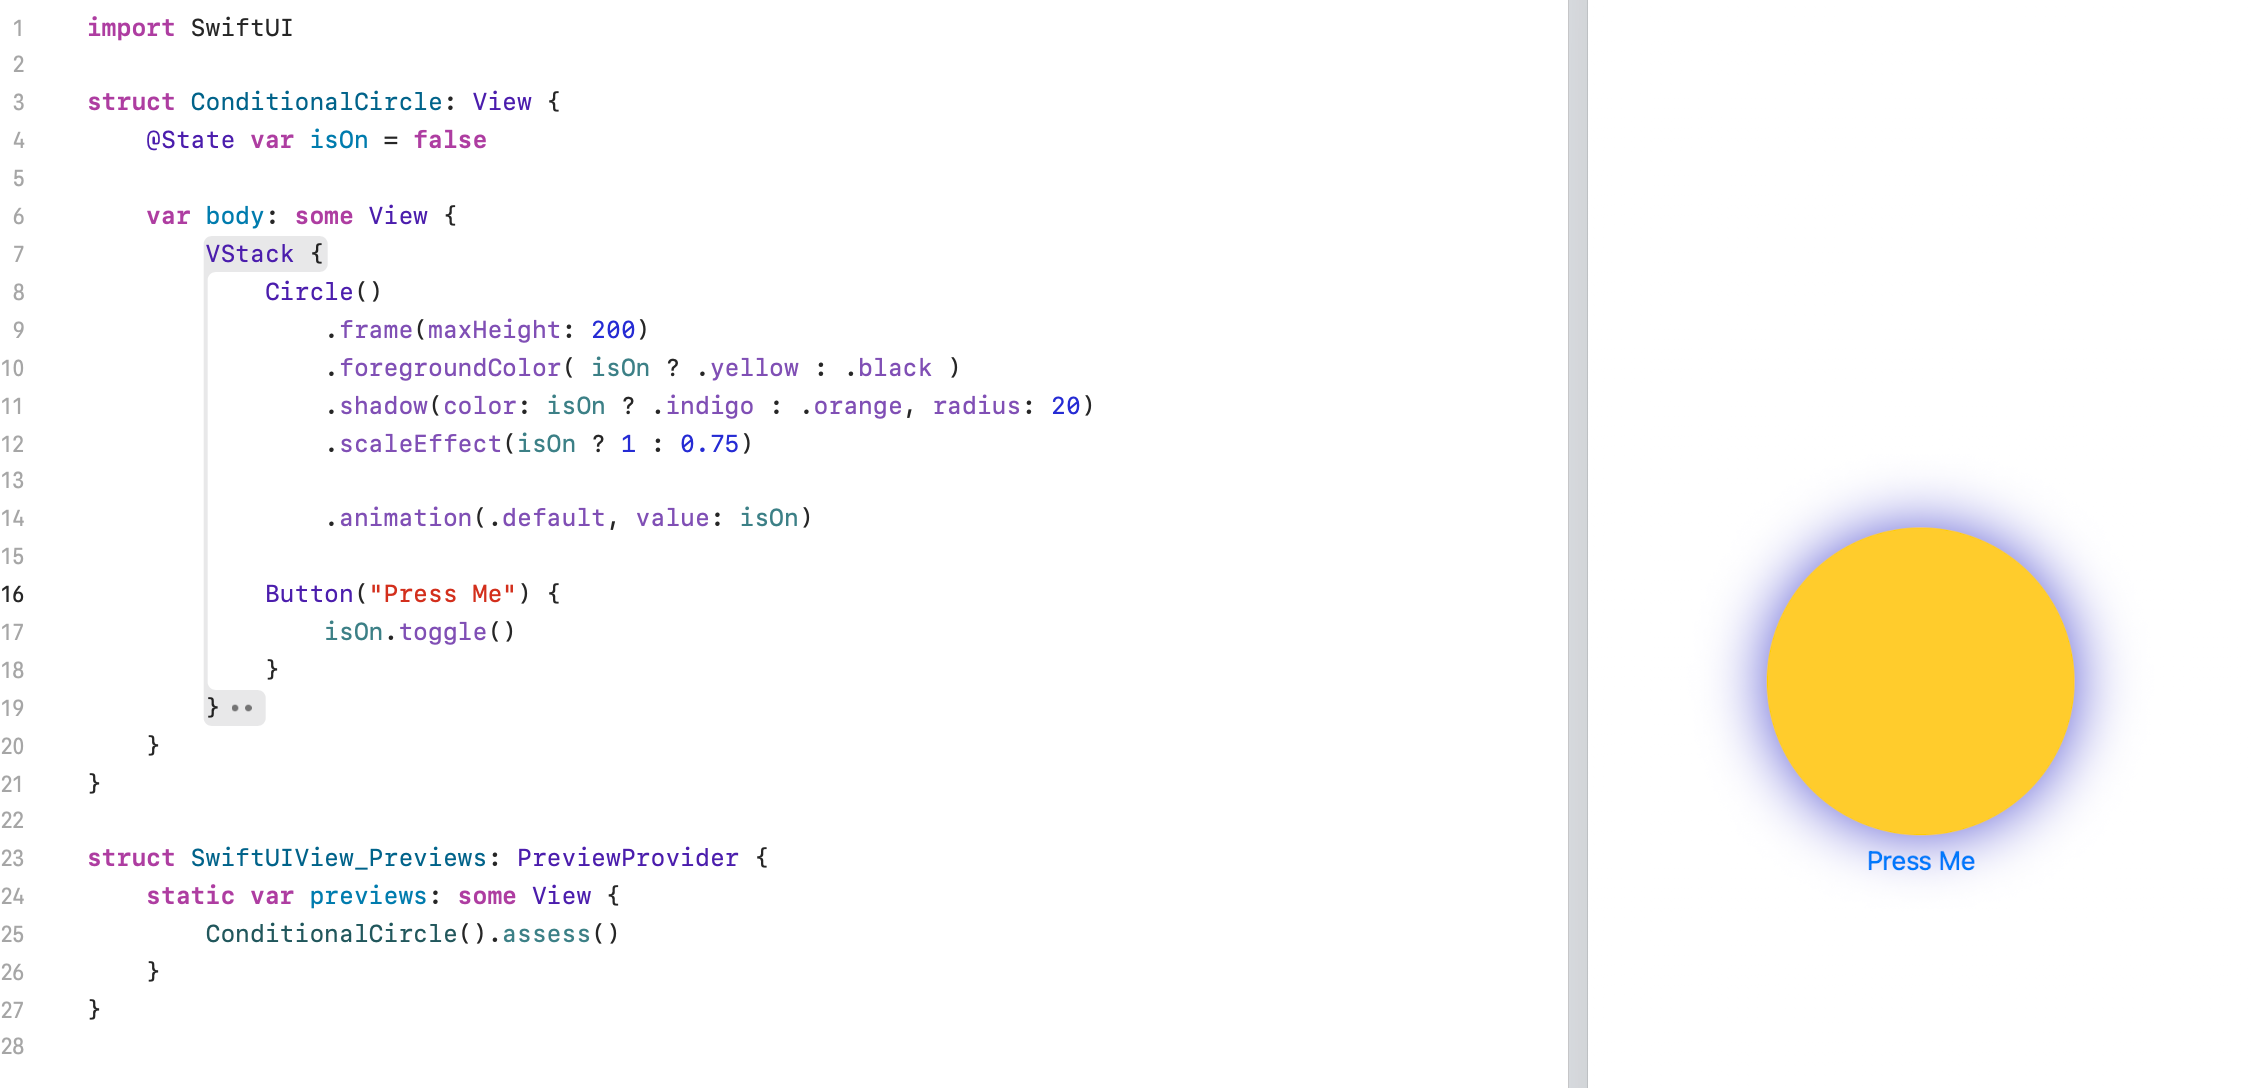 1 import SwiftUI
2
3 struct ConditionalCircle: View {
4 @State var isOn = false
5
6 var body: some View {
7 VStack {
8 Circle()
9 .frame(maxHeight: 200)
10 .foregroundColor( isOn ? .yellow : .black )
11 .shadow(color: isOn ? .indigo : .orange, radius: 20)
12 .scaleEffect(isOn ? 1 : 0.75)
13
14 .animation(.default, value: isOn)
15
16 Button("Press Me") {
17 isOn.toggle()
18 }
19 } ••
20 }
21 }
22
23 struct SwiftUIView_Previews: PreviewProvider {
24 static var previews: some View {
25 ConditionalCircle().assess()
26 }
27 }
28
Press Me